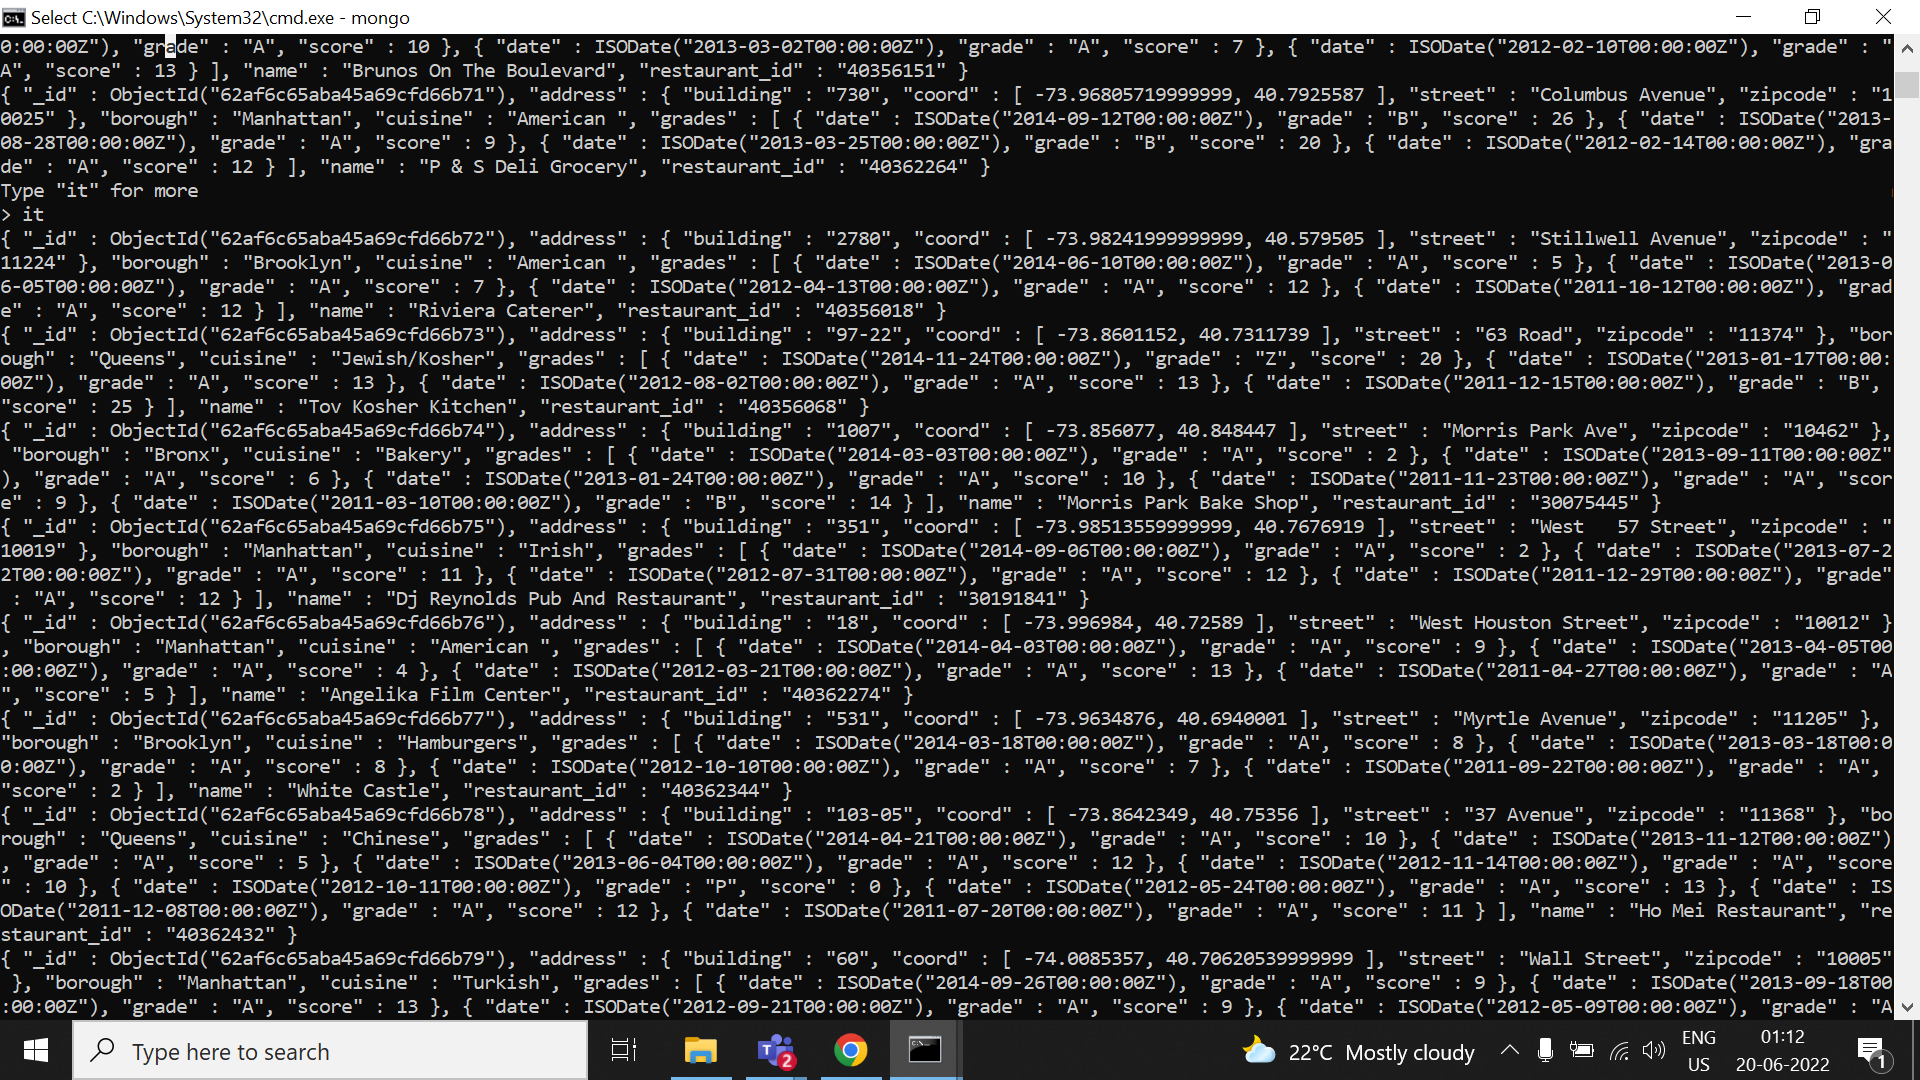 Select C:\Windows\System32\cmd.exe - mongo
0:00:00Z"), "grade" : "A", "score" : 10 }, { "date" : ISODate("2013-03-02T00:00:00Z"), "grade" : "A", "score" : 7 }, { "date" : ISODate("2012-02-10T00:00:00Z"), "grade" : "
A", "score" : 13 } ], "name" : "Brunos On The Boulevard", "restaurant_id" : "40356151" }
{ "_id" : ObjectId("62af6c65aba45a69cfd66b71"), "address" : { "building" : "730", "coord" : [ -73.96805719999999, 40.7925587 ], "street" : "Columbus Avenue", "zipcode" : "1
0025" }, "borough" : "Manhattan", "cuisine" : "American ", "grades" : [ { "date" : ISODate("2014-09-12T00:00:00Z"), "grade" : "B", "score" : 26 }, { "date" : ISODate("2013-
08-28T00:00:00Z"), "grade" : "A", "score" : 9 }, { "date" : ISODate("2013-03-25T00:00:00Z"), "grade" : "B", "score" : 20 }, { "date" : ISODate("2012-02-14T00:00:00Z"), "gra
de" : "A", "score" : 12 } ], "name" : "P & S Deli Grocery", "restaurant_id" : "40362264" }
Type "it" for more
> it
{ "_id" : ObjectId("62af6c65aba45a69cfd66b72"), "address" : { "building" : "2780", "coord" : [ -73.98241999999999, 40.579505 ], "street" : "Stillwell Avenue", "zipcode" : "
11224" }, "borough" : "Brooklyn", "cuisine" : "American ", "grades" : [ { "date" : ISODate("2014-06-10T00:00:00Z"), "grade" : "A", "score" : 5 }, { "date" : ISODate("2013-0
6-05T00:00:00Z"), "grade" : "A", "score" : 7 }, { "date" : ISODate("2012-04-13T00:00:00Z"), "grade" : "A", "score" : 12 }, { "date" : ISODate("2011-10-12T00:00:00Z"), "grad
e" : "A", "score" : 12 } ], "name" : "Riviera Caterer", "restaurant_id" : "40356018" }
{ "_id" : ObjectId("62af6c65aba45a69cfd66b73"), "address" : { "building" : "97-22", "coord" : [ -73.8601152, 40.7311739 ], "street" : "63 Road", "zipcode" : "11374" }, "bor
ough" : "Queens", "cuisine" : "Jewish/Kosher", "grades" : [ { "date" : ISODate("2014-11-24T00:00:00Z"), "grade" : "Z", "score" : 20 }, { "date" : ISODate("2013-01-17T00:00:
00Z"), "grade" : "A", "score" : 13 }, { "date" : ISODate("2012-08-02T00:00:00Z"), "grade" : "A", "score" : 13 }, { "date" : ISODate("2011-12-15T00:00:00Z"), "grade" : "B",
"score" : 25 } ], "name" : "Tov Kosher Kitchen", "restaurant_id" : "40356068" }
{ "_id" : ObjectId("62af6c65aba45a69cfd66b74"), "address" : { "building" : "1007", "coord" : [ -73.856077, 40.848447 ], "street" : "Morris Park Ave", "zipcode" : "10462" },
"borough" : "Bronx", "cuisine" : "Bakery", "grades" : [ { "date" : ISODate("2014-03-03T00:00:00Z"), "grade" : "A", "score" : 2 }, { "date" : ISODate("2013-09-11T00:00:00Z"
), "grade" : "A", "score" : 6 }, { "date" : ISODate("2013-01-24T00:00:00Z"), "grade" : "A", "score" : 10 }, { "date" : ISODate("2011-11-23T00:00:00Z"), "grade" : "A", "scor
e" : 9 }, { "date" : ISODate("2011-03-10T00:00:00Z"), "grade" : "B", "score" : 14 } ], "name" : "Morris Park Bake Shop", "restaurant_id" : "30075445" }
{ "_id" : ObjectId("62af6c65aba45a69cfd66b75"), "address" : { "building" : "351", "coord" : [ -73.98513559999999, 40.7676919 ], "street" : "West   57 Street", "zipcode" : "
10019" }, "borough" : "Manhattan", "cuisine" : "Irish", "grades" : [ { "date" : ISODate("2014-09-06T00:00:00Z"), "grade" : "A", "score" : 2 }, { "date" : ISODate("2013-07-2
2T00:00:00Z"), "grade" : "A", "score" : 11 }, { "date" : ISODate("2012-07-31T00:00:00Z"), "grade" : "A", "score" : 12 }, { "date" : ISODate("2011-12-29T00:00:00Z"), "grade"
: "A", "score" : 12 } ], "name" : "Dj Reynolds Pub And Restaurant", "restaurant_id" : "30191841" }
{ "_id" : ObjectId("62af6c65aba45a69cfd66b76"), "address" : { "building" : "18", "coord" : [ -73.996984, 40.72589 ], "street" : "West Houston Street", "zipcode" : "10012" }
, "borough" : "Manhattan", "cuisine" : "American ", "grades" : [ { "date" : ISODate("2014-04-03T00:00:00Z"), "grade" : "A", "score" : 9 }, { "date" : ISODate("2013-04-05T00
:00:00Z"), "grade" : "A", "score" : 4 }, { "date" : ISODate("2012-03-21T00:00:00Z"), "grade" : "A", "score" : 13 }, { "date" : ISODate("2011-04-27T00:00:00Z"), "grade" : "A
", "score" : 5 } ], "name" : "Angelika Film Center", "restaurant_id" : "40362274" }
{ "_id" : ObjectId("62af6c65aba45a69cfd66b77"), "address" : { "building" : "531", "coord" : [ -73.9634876, 40.6940001 ], "street" : "Myrtle Avenue", "zipcode" : "11205" },
"borough" : "Brooklyn", "cuisine" : "Hamburgers", "grades" : [ { "date" : ISODate("2014-03-18T00:00:00Z"), "grade" : "A", "score" : 8 }, { "date" : ISODate("2013-03-18T00:0
0:00Z"), "grade" : "A", "score" : 8 }, { "date" : ISODate("2012-10-10T00:00:00Z"), "grade" : "A", "score" : 7 }, { "date" : ISODate("2011-09-22T00:00:00Z"), "grade" : "A",
"score" : 2 } ], "name" : "White Castle", "restaurant_id" : "40362344" }
{ "_id" : ObjectId("62af6c65aba45a69cfd66b78"), "address" : { "building" : "103-05", "coord" : [ -73.8642349, 40.75356 ], "street" : "37 Avenue", "zipcode" : "11368" }, "bo
rough" : "Queens", "cuisine" : "Chinese", "grades" : [ { "date" : ISODate("2014-04-21T00:00:00Z"), "grade" : "A", "score" : 10 }, { "date" : ISODate("2013-11-12T00:00:00Z")
, "grade" : "A", "score" : 5 }, { "date" : ISODate("2013-06-04T00:00:00Z"), "grade" : "A", "score" : 12 }, { "date" : ISODate("2012-11-14T00:00:00Z"), "grade" : "A", "score
" : 10 }, { "date" : ISODate("2012-10-11T00:00:00Z"), "grade" : "P", "score" : 0 }, { "date" : ISODate("2012-05-24T00:00:00Z"), "grade" : "A", "score" : 13 }, { "date" : IS
ODate("2011-12-08T00:00:00Z"), "grade" : "A", "score" : 12 }, { "date" : ISODate("2011-07-20T00:00:00Z"), "grade" : "A", "score" : 11 } ], "name" : "Ho Mei Restaurant", "re
staurant_id" : "40362432" }
{ "_id" : ObjectId("62af6c65aba45a69cfd66b79"), "address" : { "building" : "60", "coord" : [ -74.0085357, 40.70620539999999 ], "street" : "Wall Street", "zipcode" : "10005"
}, "borough" : "Manhattan", "cuisine" : "Turkish", "grades" : [ { "date" : ISODate("2014-09-26T00:00:00Z"), "grade" : "A", "score" : 9 }, { "date" : ISODate("2013-09-18T00
:00:00Z"), "grade" : "A", "score" : 13 }, { "date" : ISODate("2012-09-21T00:00:00Z"), "grade" : "A", "score" : 9 }, { "date" : ISODate("2012-05-09T00:00:00Z"), "grade" : "A
Type here to search
2
22°C Mostly cloudy
ENG
US
01:12
20-06-2022
1